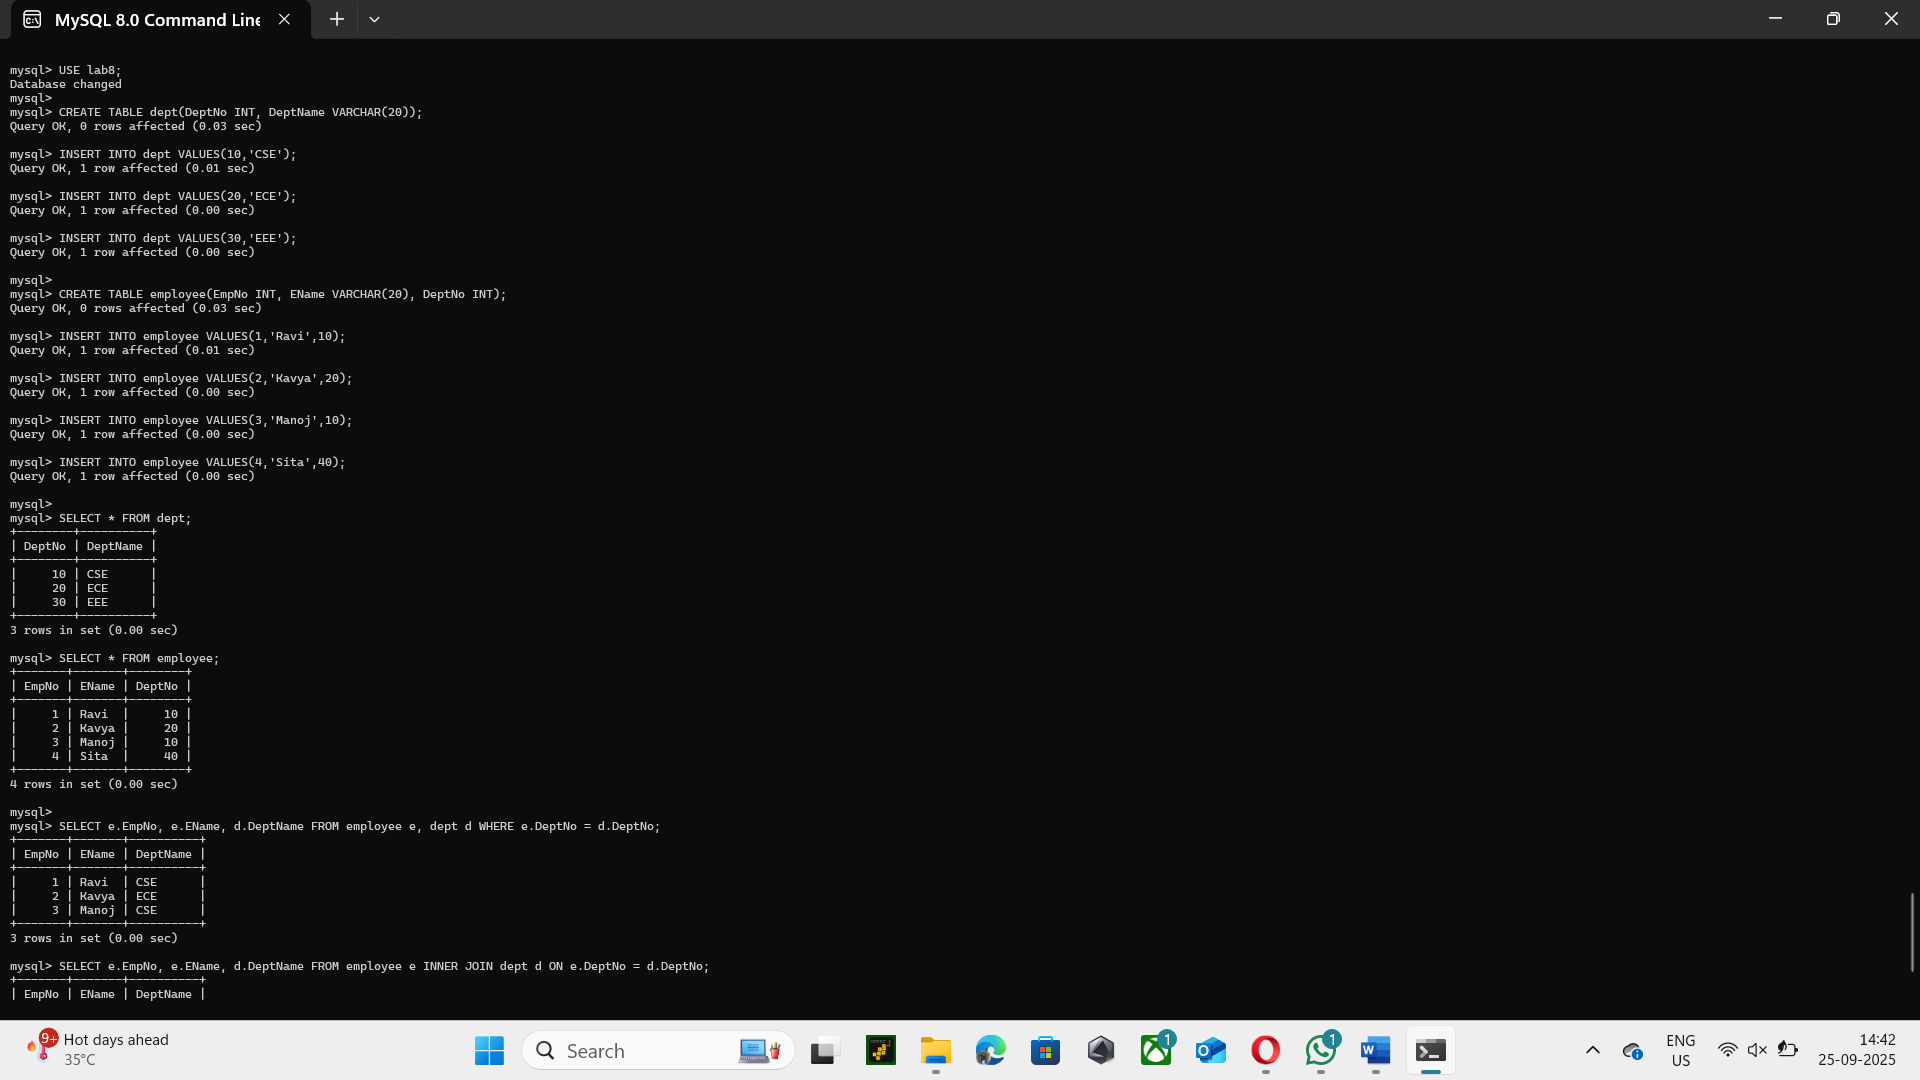 MySQL 8.0 Command Line
mysql> USE lab8;
Database changed
mysql>
mysql> CREATE TABLE dept(DeptNo INT, DeptName VARCHAR(20));
Query OK, 0 rows affected (0.03 sec)
mysql> INSERT INTO dept VALUES(10,'CSE');
Query OK, 1 row affected (0.01 sec)
mysql> INSERT INTO dept VALUES(20,'ECE');
Query OK, 1 row affected (0.00 sec)
mysql> INSERT INTO dept VALUES(30,'EEE');
Query OK, 1 row affected (0.00 sec)
mysql>
mysql> CREATE TABLE employee(EmpNo INT, EName VARCHAR(20), DeptNo INT);
Query OK, 0 rows affected (0.03 sec)
mysql> INSERT INTO employee VALUES(1,'Ravi',10);
Query OK, 1 row affected (0.01 sec)
mysql> INSERT INTO employee VALUES(2,'Kavya',20);
Query OK, 1 row affected (0.00 sec)
mysql> INSERT INTO employee VALUES(3,'Manoj',10);
Query OK, 1 row affected (0.00 sec)
mysql> INSERT INTO employee VALUES(4,'Sita',40);
Query OK, 1 row affected (0.00 sec)
mysql>
mysql> SELECT * FROM dept;
+--------+----------+
| DeptNo | DeptName |
+--------+----------+
|     10 | CSE      |
|     20 | ECE      |
|     30 | EEE      |
+--------+----------+
3 rows in set (0.00 sec)
mysql> SELECT * FROM employee;
+-------+-------+--------+
| EmpNo | EName | DeptNo |
+-------+-------+--------+
|     1 | Ravi  |     10 |
|     2 | Kavya |     20 |
|     3 | Manoj |     10 |
|     4 | Sita  |     40 |
+-------+-------+--------+
4 rows in set (0.00 sec)
mysql>
mysql> SELECT e.EmpNo, e.EName, d.DeptName FROM employee e, dept d WHERE e.DeptNo = d.DeptNo;
+-------+-------+----------+
| EmpNo | EName | DeptName |
+-------+-------+----------+
|     1 | Ravi  | CSE      |
|     2 | Kavya | ECE      |
|     3 | Manoj | CSE      |
+-------+-------+----------+
3 rows in set (0.00 sec)
mysql> SELECT e.EmpNo, e.EName, d.DeptName FROM employee e INNER JOIN dept d ON e.DeptNo = d.DeptNo;
+-------+-------+----------+
| EmpNo | EName | DeptName |
9+
Hot days ahead
35°C
Search
1
1
ENG
US
14:42
25-09-2025